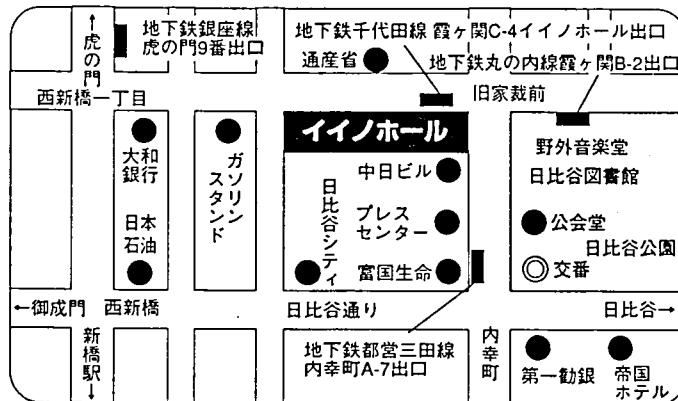 ←虎の門
地下鉄銀座線
虎の門9番出口
地下鉄千代田線 霞ヶ関C-4イイノホール出口
通産省
地下鉄丸の内線霞ヶ関B-2出口
西新橋一丁目
旧家裁前
イイノホール
大和
銀行
ガソリン
スタンド
中日ビル
野外音楽堂
日比谷図書館
日比谷シティ
プレス
センター
日本
石油
公会堂
日比谷公園
富国生命
交番
←御成門
西新橋
日比谷通り
日比谷→
新橋駅→
地下鉄都営三田線
内幸町A-7出口
内幸町
第一勧銀
帝国
ホテル